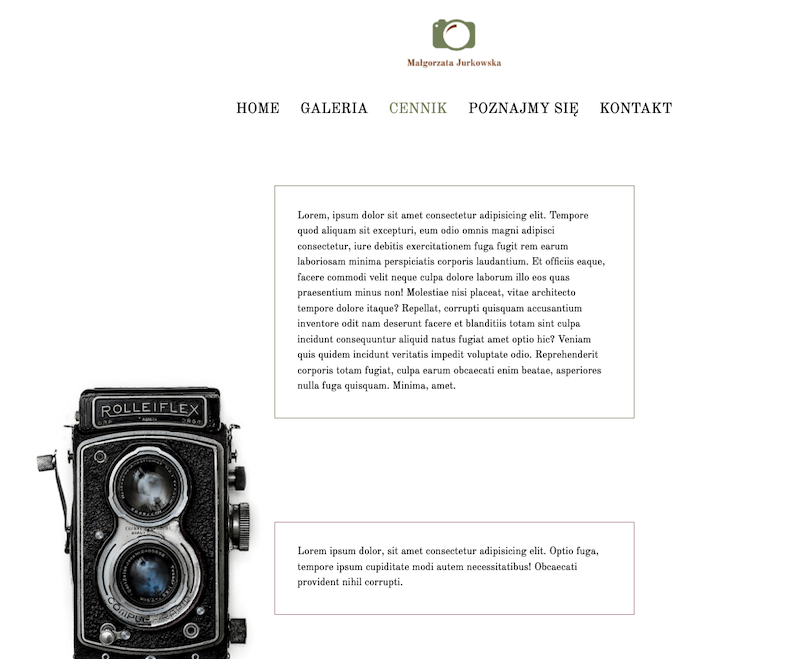 Małgorzata Jurkowska
HOME GALERIA CENNIK POZNAJMY SIĘ KONTAKT
Lorem, ipsum dolor sit amet consectetur adipisicing elit. Tempore
quod aliquam sit excepturi, eum odio omnis magni adipisci
consectetur, iure debitis exercitationem fuga fugit rem earum
laboriosam minima perspiciatis corporis laudantium. Et officiis eaque,
facere commodi velit neque culpa dolore laborum illo eos quas
praesentium minus non! Molestiae nisi placeat, vitae architecto
tempore dolore itaque? Repellat, corrupti quisquam accusantium
inventore odit nam deserunt facere et blanditiis totam sint culpa
incidunt consequuntur aliquid natus fugiat amet optio hic? Veniam
quis quidem incidunt veritatis impedit voluptate odio. Reprehenderit
corporis totam fugiat, culpa earum obcaecati enim beatae, asperiores
nulla fuga quisquam. Minima, amet.
ROLLEIFLEX
Lorem ipsum dolor, sit amet consectetur adipisicing elit. Optio fuga,
tempore ipsum cupiditate modi autem necessitatibus! Obcaecati
provident nihil corrupti.